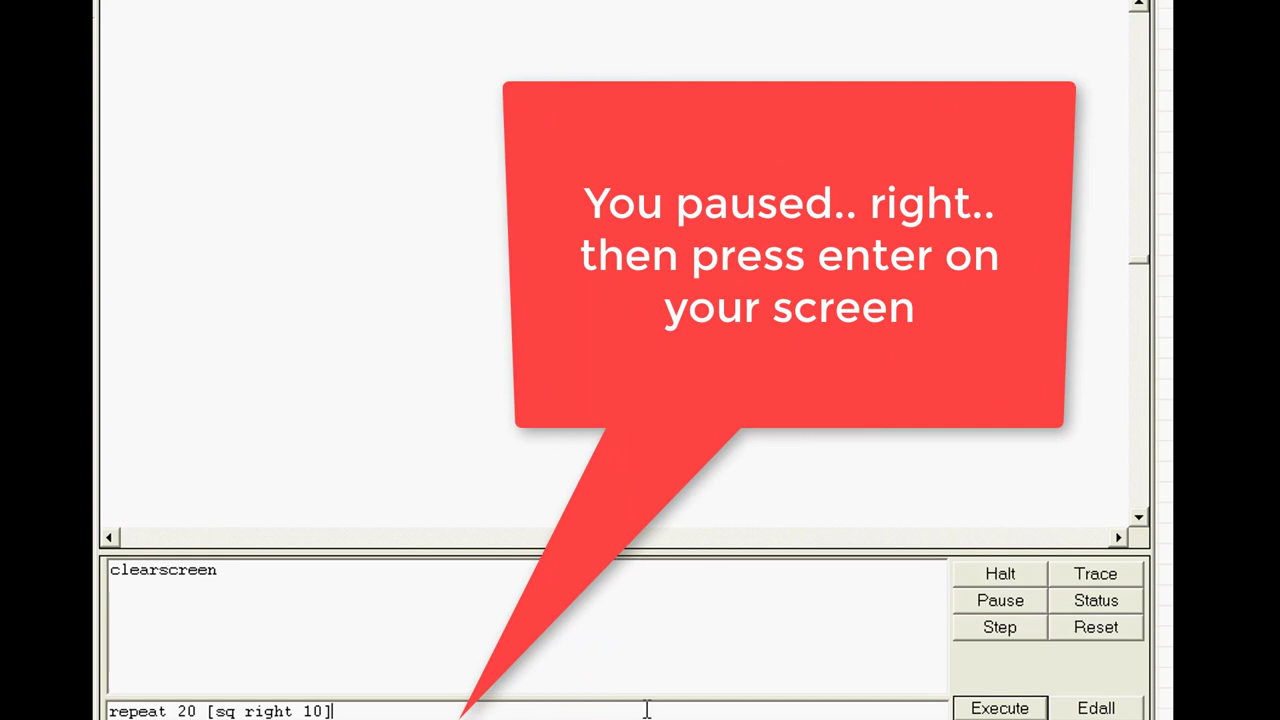 You paused.. right..
then press enter on
your screen
clearscreen
Halt
Trace
Pause
Status
Step
Reset
repeat 20 [sq right 10]
Execute
Edall